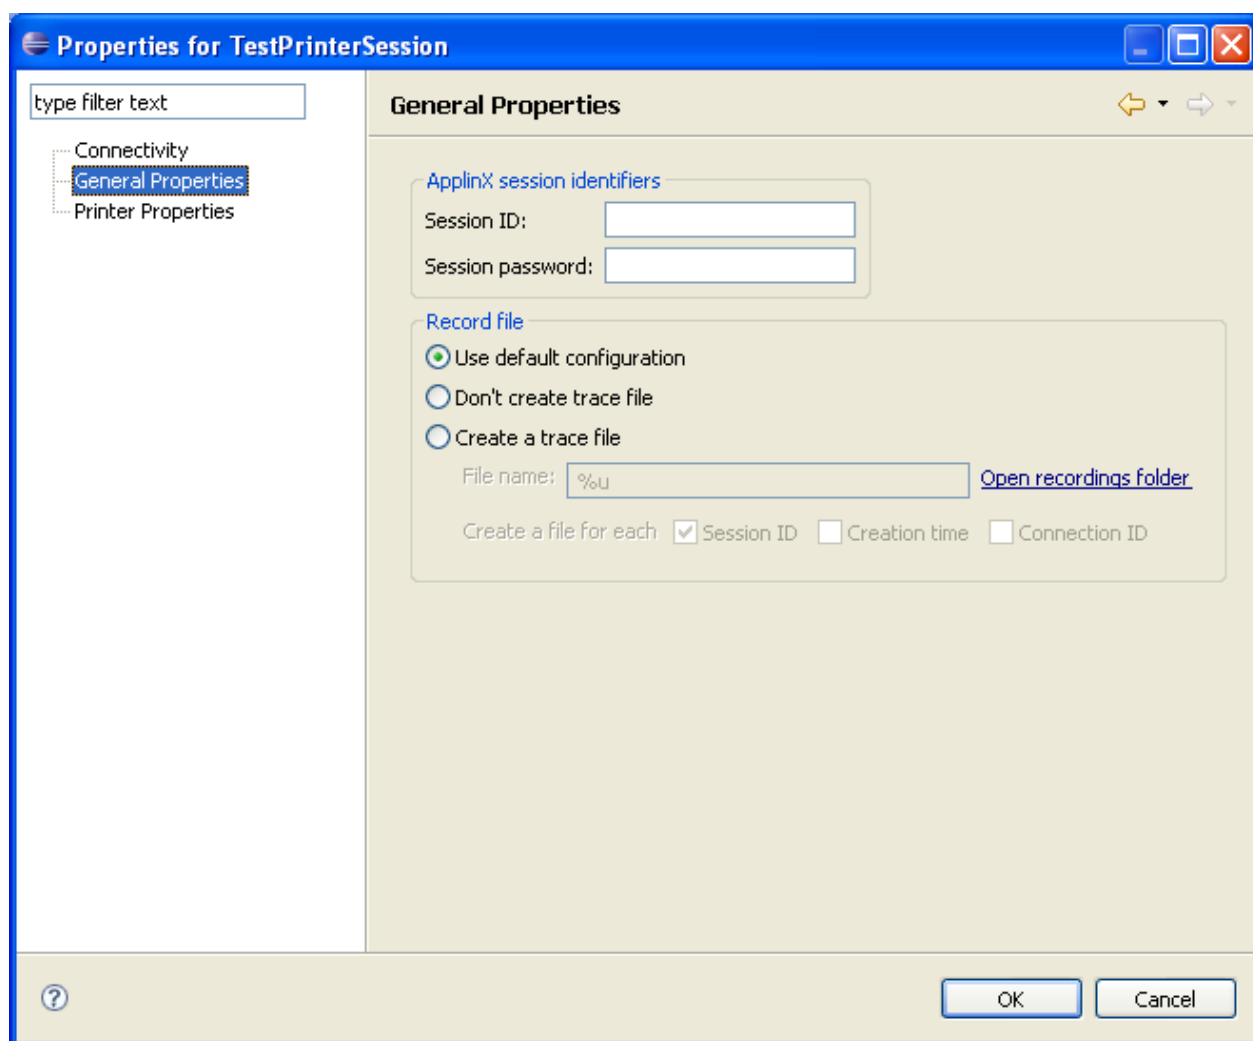 Properties for TestPrinterSession
type filter text
Connectivity
General Properties
Printer Properties
General Properties
ApplinX session identifiers
Session ID:
Session password:
Record file
Use default configuration
Don't create trace file
Create a trace file
File name: %u Open recordings folder
Create a file for each Session ID Creation time Connection ID
? OK Cancel